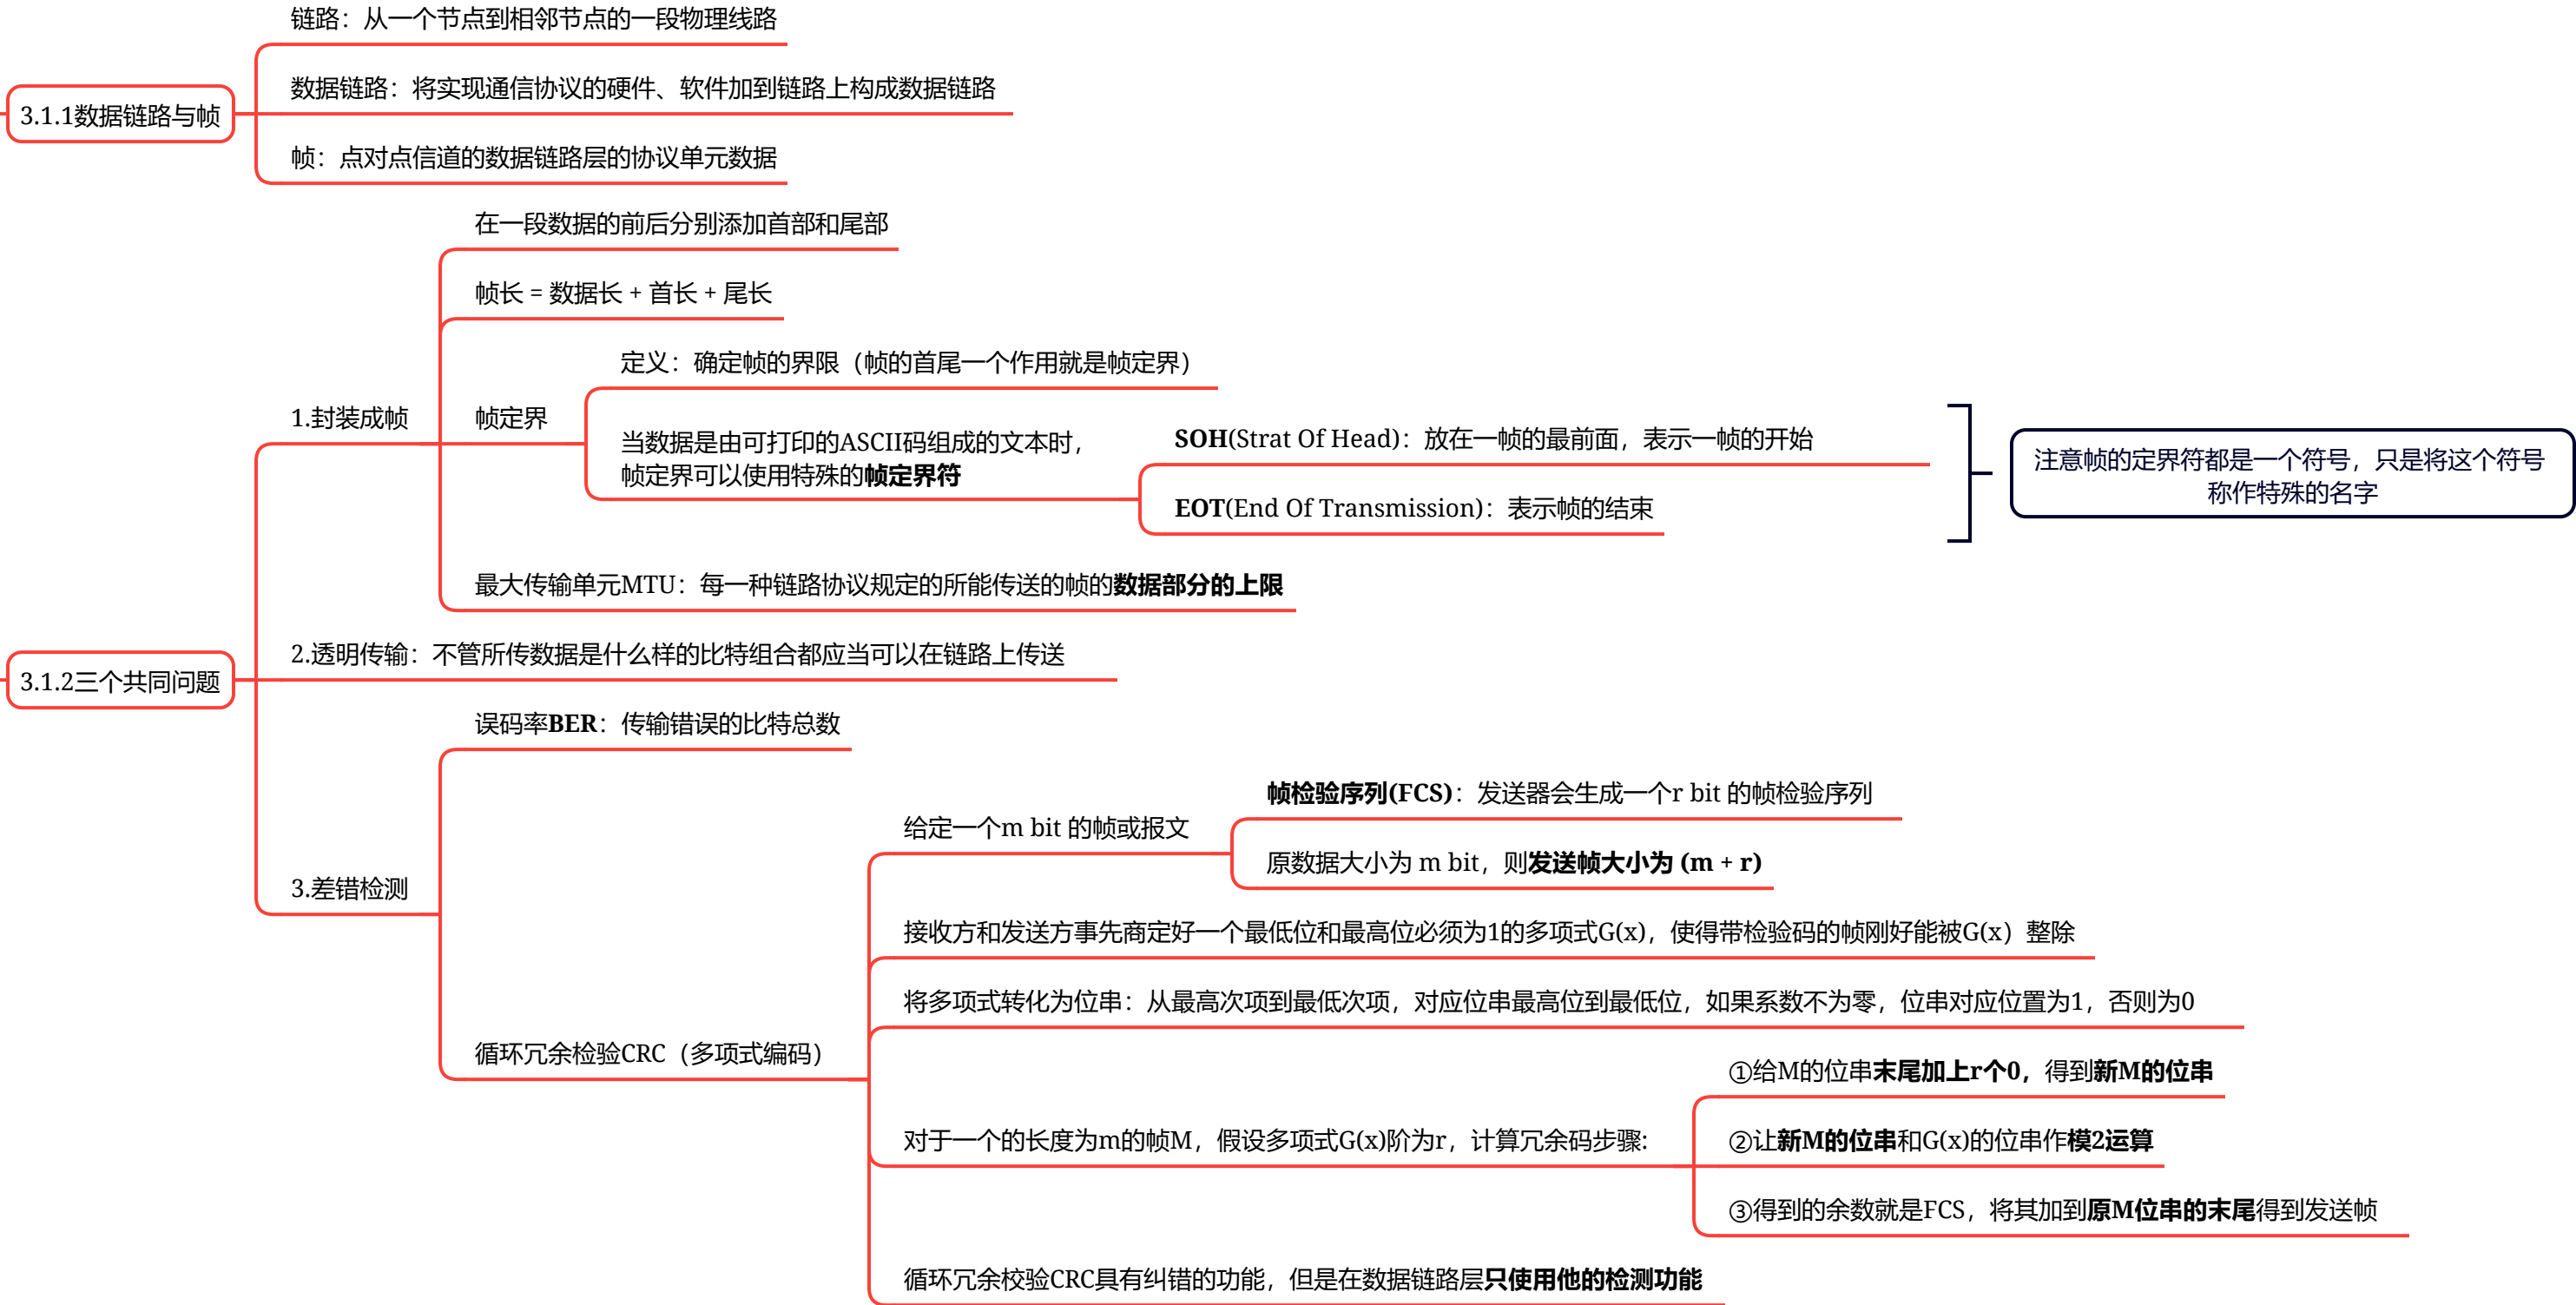 链路：从一个节点到相邻节点的一段物理线路
数据链路：将实现通信协议的硬件、软件加到链路上构成数据链路
3.1.1数据链路与帧
帧：点对点信道的数据链路层的协议单元数据
在一段数据的前后分别添加首部和尾部
帧长 = 数据长 + 首长 + 尾长
定义：确定帧的界限（帧的首尾一个作用就是帧定界）
1.封装成帧
帧定界
当数据是由可打印的ASCII码组成的文本时，
帧定界可以使用特殊的帧定界符
SOH(Strat Of Head)：放在一帧的最前面，表示一帧的开始
EOT(End Of Transmission)：表示帧的结束
注意帧的定界符都是一个符号，只是将这个符号
称作特殊的名字
最大传输单元MTU：每一种链路协议规定的所能传送的帧的数据部分的上限
2.透明传输：不管所传数据是什么样的比特组合都应当可以在链路上传送
3.1.2三个共同问题
误码率BER：传输错误的比特总数
帧检验序列(FCS)：发送器会生成一个r bit 的帧检验序列
给定一个m bit 的帧或报文
原数据大小为 m bit，则发送帧大小为 (m + r)
3.差错检测
接收方和发送方事先商定好一个最低位和最高位必须为1的多项式G(x)，使得带检验码的帧刚好能被G(x）整除
将多项式转化为位串：从最高次项到最低次项，对应位串最高位到最低位，如果系数不为零，位串对应位置为1，否则为0
循环冗余检验CRC（多项式编码）
①给M的位串末尾加上r个0，得到新M的位串
对于一个的长度为m的帧M，假设多项式G(x)阶为r，计算冗余码步骤:
②让新M的位串和G(x)的位串作模2运算
③得到的余数就是FCS，将其加到原M位串的末尾得到发送帧
循环冗余校验CRC具有纠错的功能，但是在数据链路层只使用他的检测功能